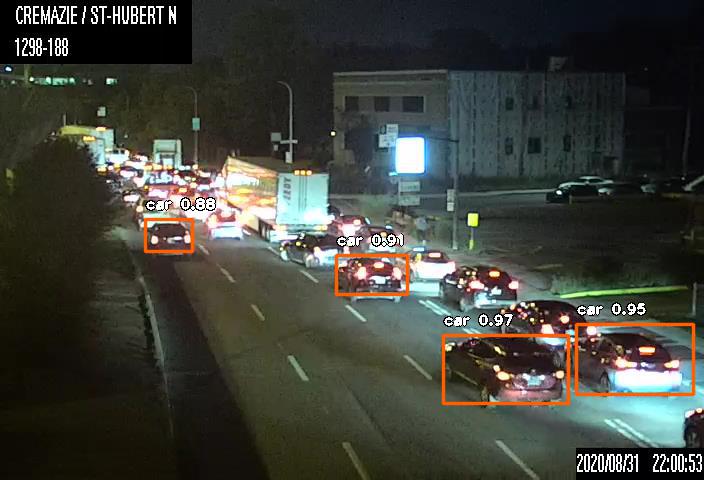 CREMAZIE / ST-HUBERT N
1298-188
car 0.88
car 0.91
car 0.97
car 0.95
2020/08/31 22:00:53